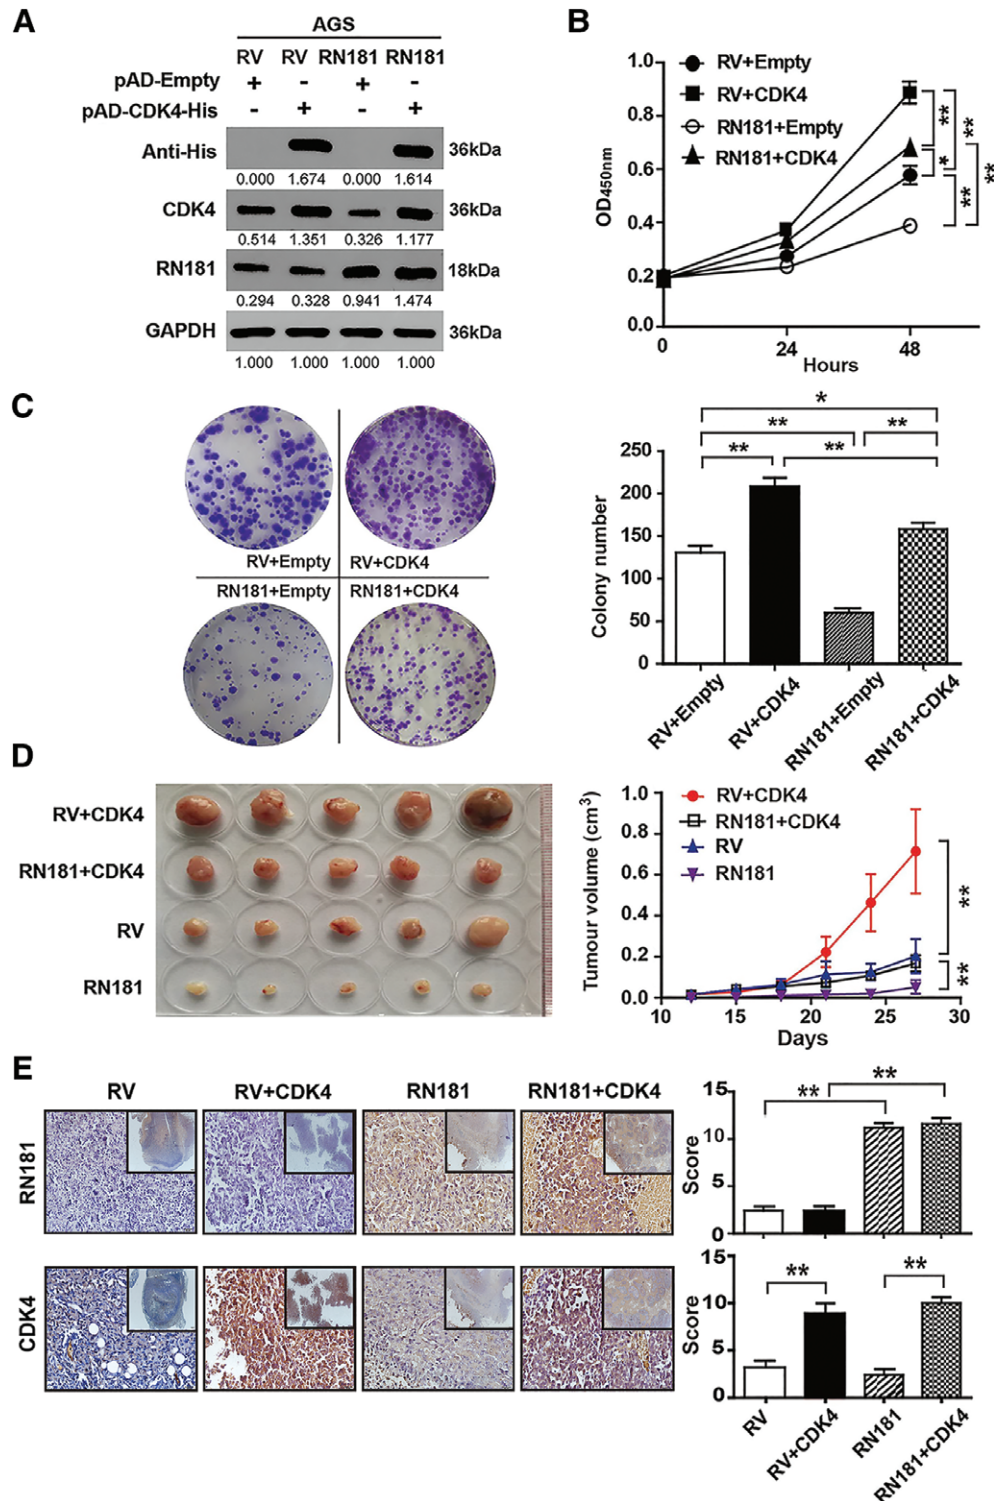 A
AGS
RV RV RN181 RN181
pAD-Empty + - + -
pAD-CDK4-His - + - +
Anti-His 36kDa
0.000 1.674 0.000 1.614
CDK4 36kDa
0.514 1.351 0.326 1.177
RN181 18kDa
0.294 0.328 0.941 1.474
GAPDH 36kDa
1.000 1.000 1.000 1.000
B
OD450nm
1.0
0.8
0.6
0.4
0.2
0.0
0 24 48
Hours
RV+Empty
RV+CDK4
RN181+Empty
RN181+CDK4
** ** * ** **
C
RV+Empty RV+CDK4
RN181+Empty RN181+CDK4
*
** **
** **
Colony number
250
200
150
100
50
0
RV+Empty RV+CDK4 RN181+Empty RN181+CDK4
D
RV+CDK4
RN181+CDK4
RV
RN181
Tumour volume (cm3)
1.0
0.8
0.6
0.4
0.2
0.0
10 15 20 25 30
Days
RV+CDK4
RN181+CDK4
RV
RN181
**
**
E
RV RV+CDK4 RN181 RN181+CDK4
RN181
CDK4
Score
15
10
5
0
** **
Score
15
10
5
0
** **
RV RV+CDK4 RN181 RN181+CDK4